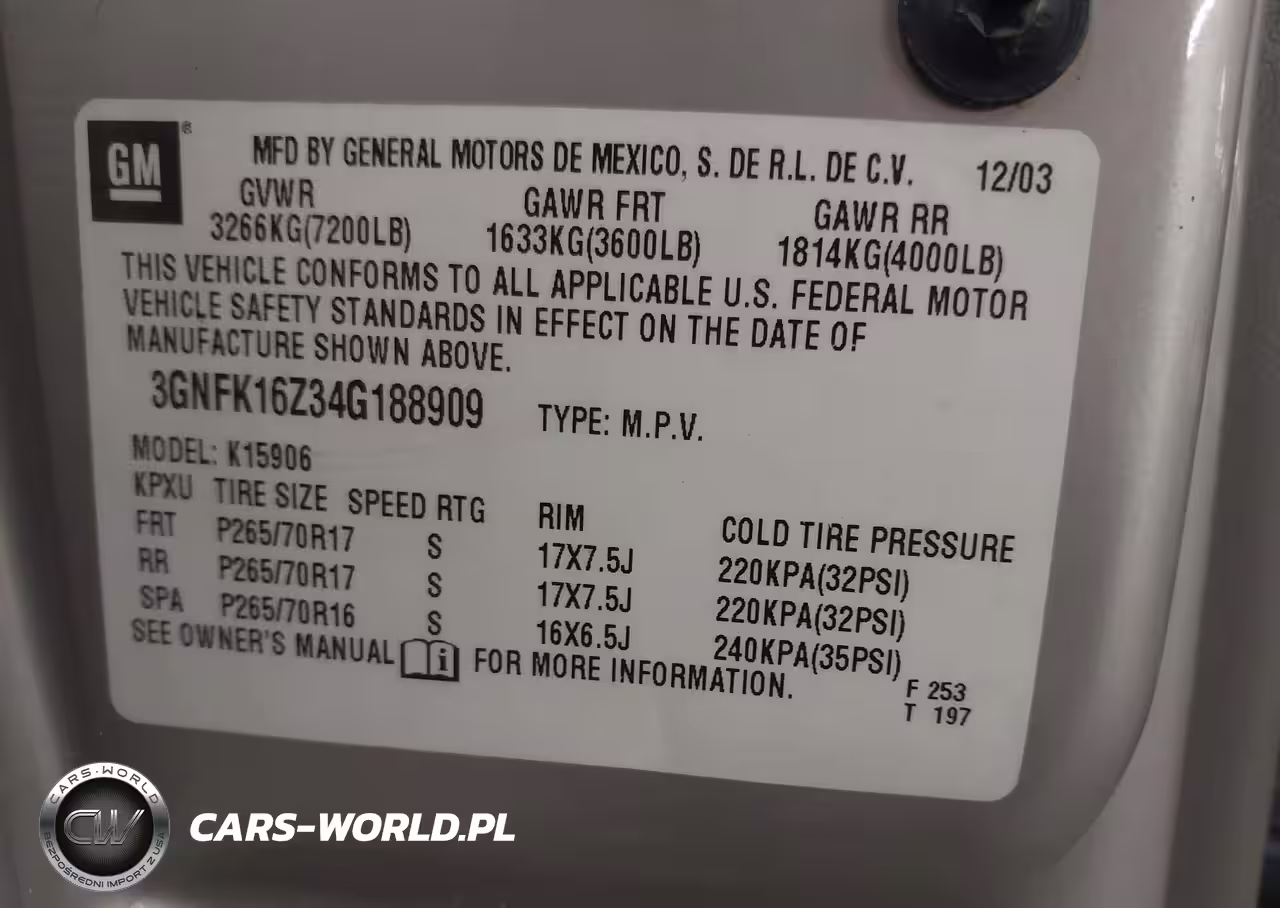 GM ®
MFD BY GENERAL MOTORS DE MEXICO, S. DE R.L. DE C.V. 12/03
GVWR GAWR FRT GAWR RR
3266KG(7200LB) 1633KG(3600LB) 1814KG(4000LB)
THIS VEHICLE CONFORMS TO ALL APPLICABLE U.S. FEDERAL MOTOR
VEHICLE SAFETY STANDARDS IN EFFECT ON THE DATE OF
MANUFACTURE SHOWN ABOVE.
3GNFK16Z34G188909 TYPE: M.P.V.
MODEL: K15906
KPXU TIRE SIZE SPEED RTG RIM COLD TIRE PRESSURE
FRT P265/70R17 S 17X7.5J 220KPA(32PSI)
RR P265/70R17 S 17X7.5J 220KPA(32PSI)
SPA P265/70R16 S 16X6.5J 240KPA(35PSI)
SEE OWNER'S MANUAL i FOR MORE INFORMATION.
F 253
T 197
CARS-WORLD
CW
BEZPOŚREDNI IMPORT Z USA
CARS-WORLD.PL